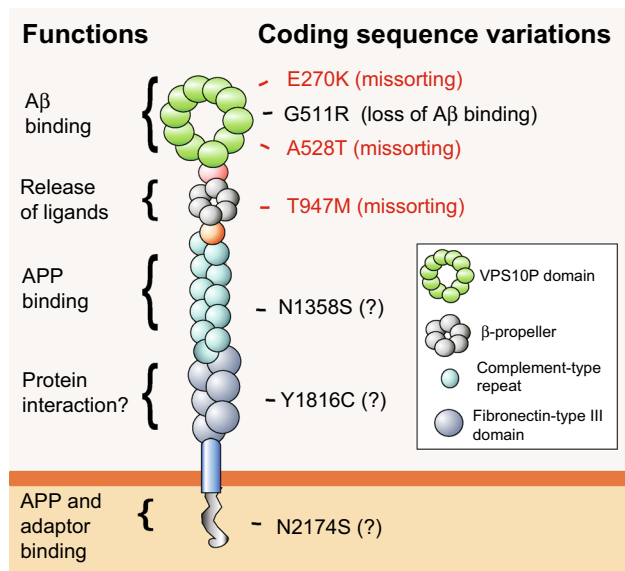 Functions
Coding sequence variations
Aβ
binding
E270K (missorting)
G511R (loss of Aβ binding)
A528T (missorting)
Release
of ligands
T947M (missorting)
APP
binding
N1358S (?)
Protein
interaction?
Y1816C (?)
APP and
adaptor
binding
N2174S (?)
VPS10P domain
β-propeller
Complement-type
repeat
Fibronectin-type III
domain